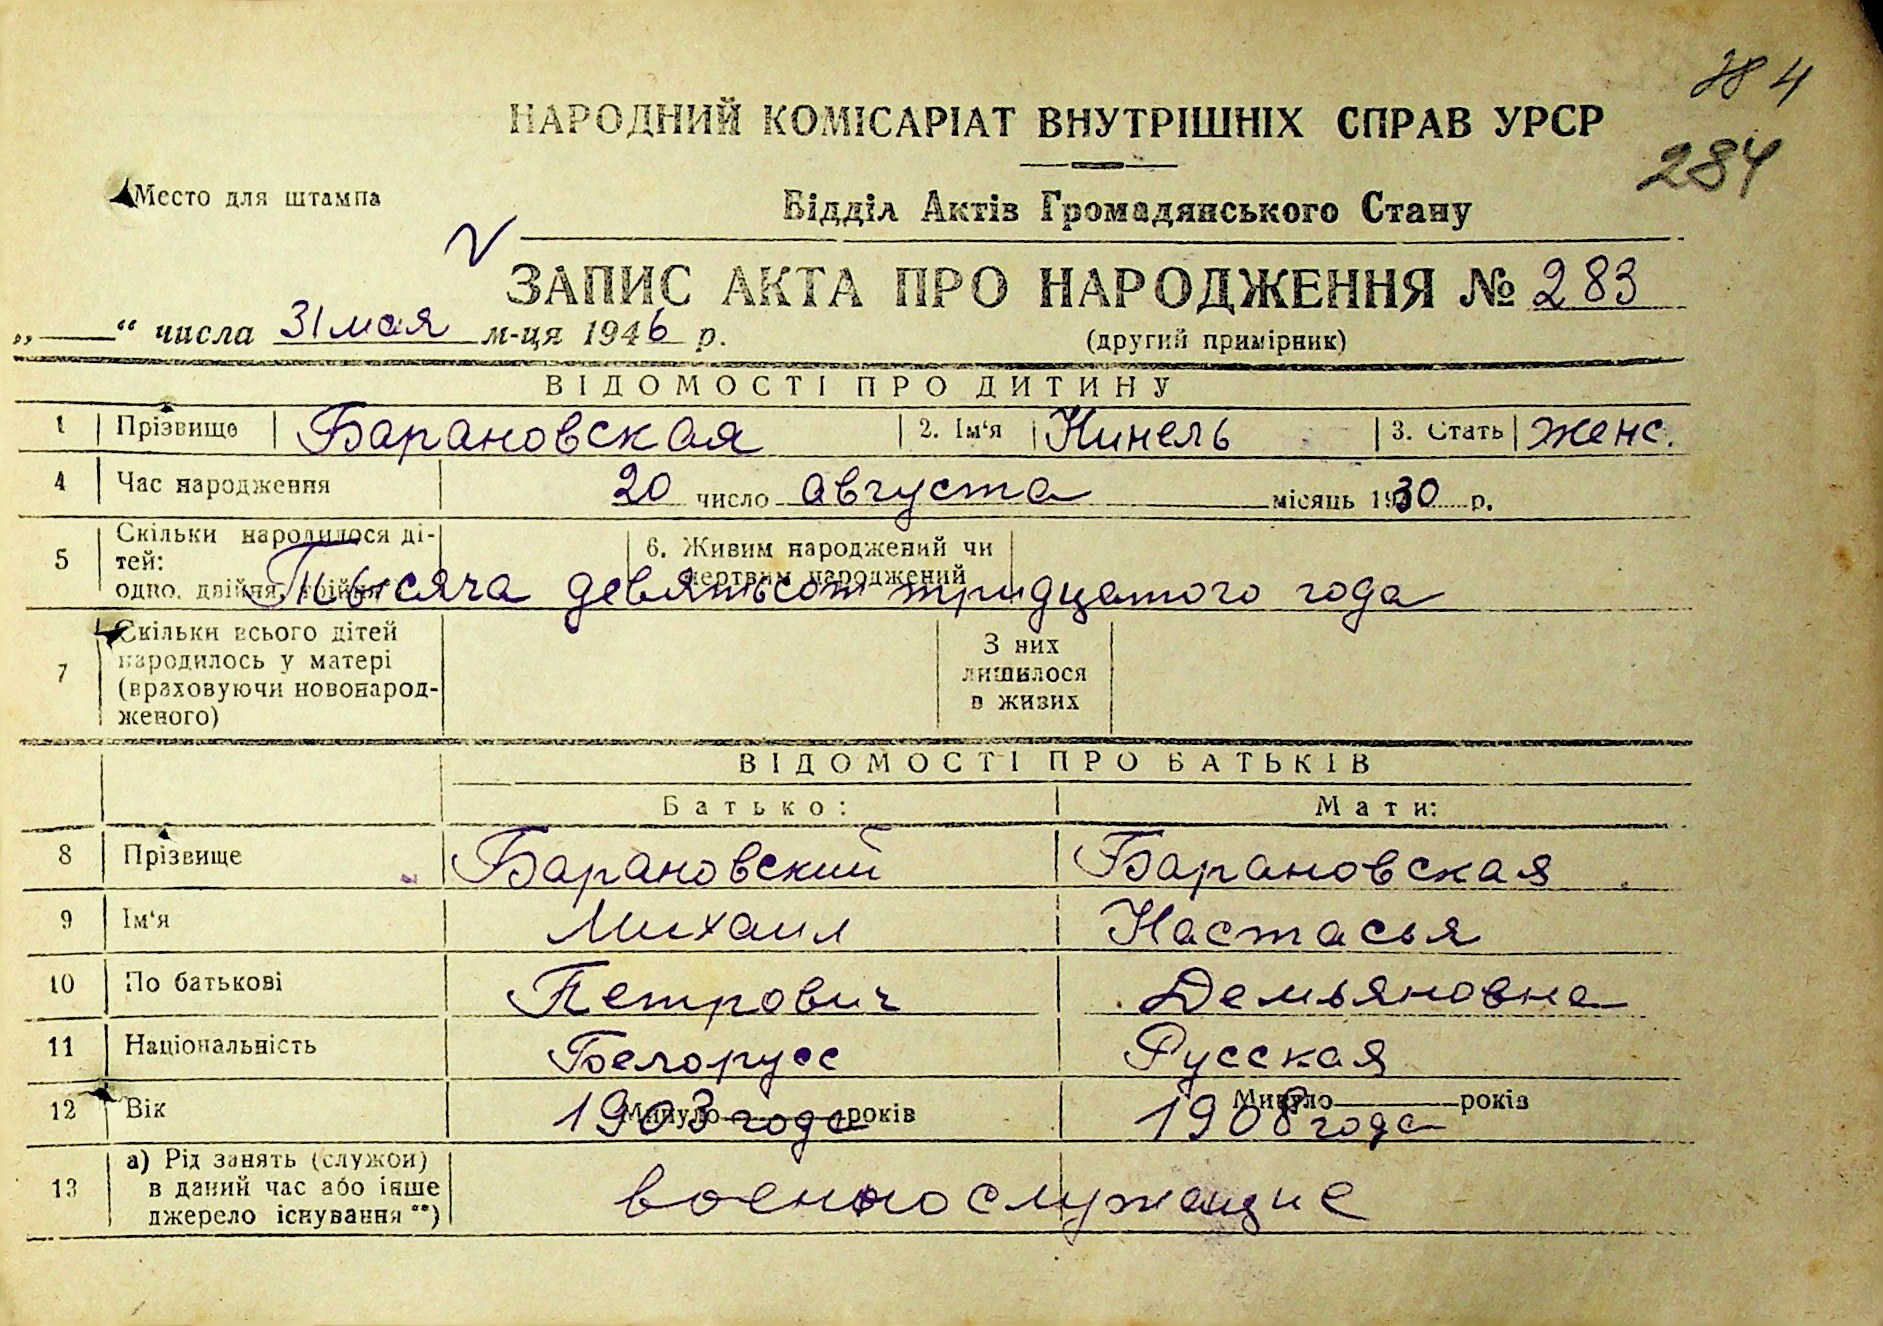 284
НАРОДНИЙ КОМІСАРІАТ ВНУТРІШНІХ СПРАВ УРСР
284
Место для штампа
Відділ Актів Громадянського Стану
ЗАПИС АКТА ПРО НАРОДЖЕННЯ № 283
„——“ числа 31 мая м-ця 1946 р.
(другий примірник)
ВІДОМОСТІ ПРО ДИТИНУ
1 Прізвище Барановская 2. Ім‘я Нинель 3. Стать женс.
4 Час народження 20 число августа місяць 1930 р.
5 Скільки народилося дітей: одно, двійня, трійня 6. Живим народжений чи мертвим народжений
Тысяча девятьсот тридцатого года
7 Скільки всього дітей народилось у матері (враховуючи новонародженого) З них лишилося в живих
ВІДОМОСТІ ПРО БАТЬКІВ
Батько: Мати:
8 Прізвище Барановский Барановская
9 Ім‘я Михаил Настасья
10 По батькові Петрович Демьяновна
11 Національність Белорусс Русская
12 Вік Минуло 1903 года років Минуло 1908 года років
13 а) Рід занять (служби) в даний час або інше джерело існування **) военнослужащие